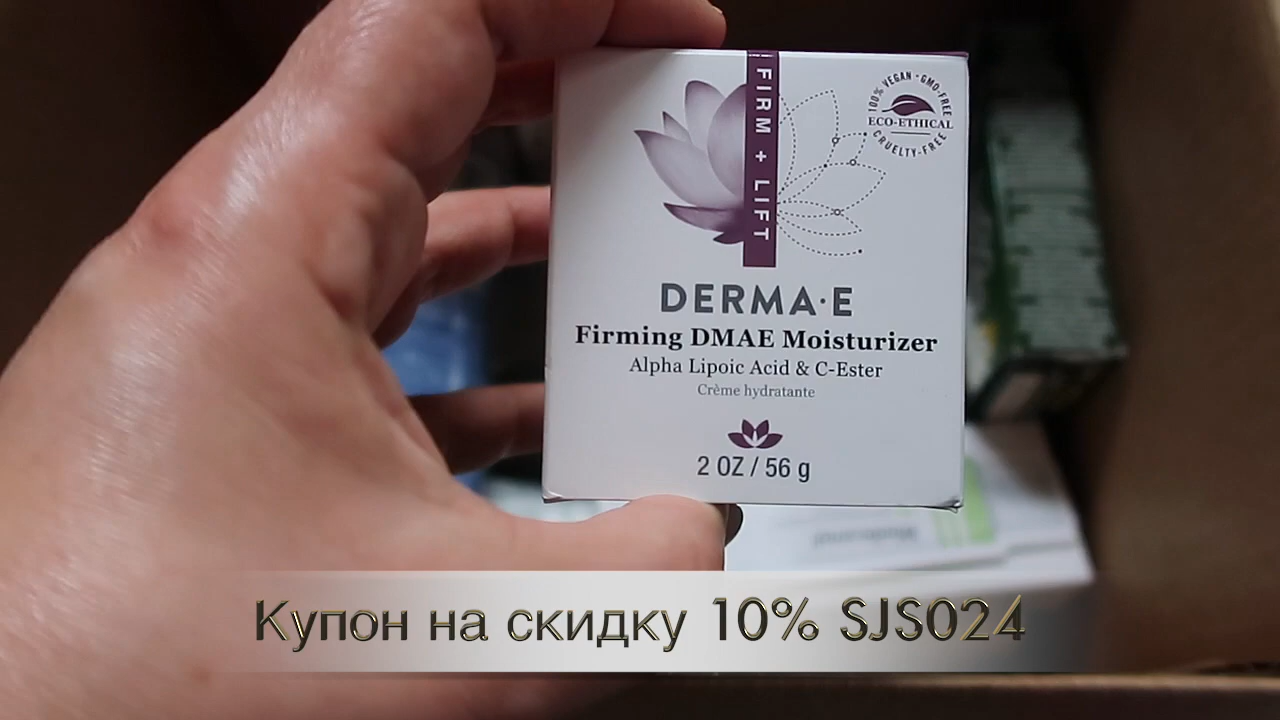 FIRM + LIFT
100% VEGAN • GMO-FREE
ECO-ETHICAL
CRUELTY-FREE
DERMA·E
Firming DMAE Moisturizer
Alpha Lipoic Acid & C-Ester
Crème hydratante
2 OZ / 56 g
Купон на скидку 10% SJS024